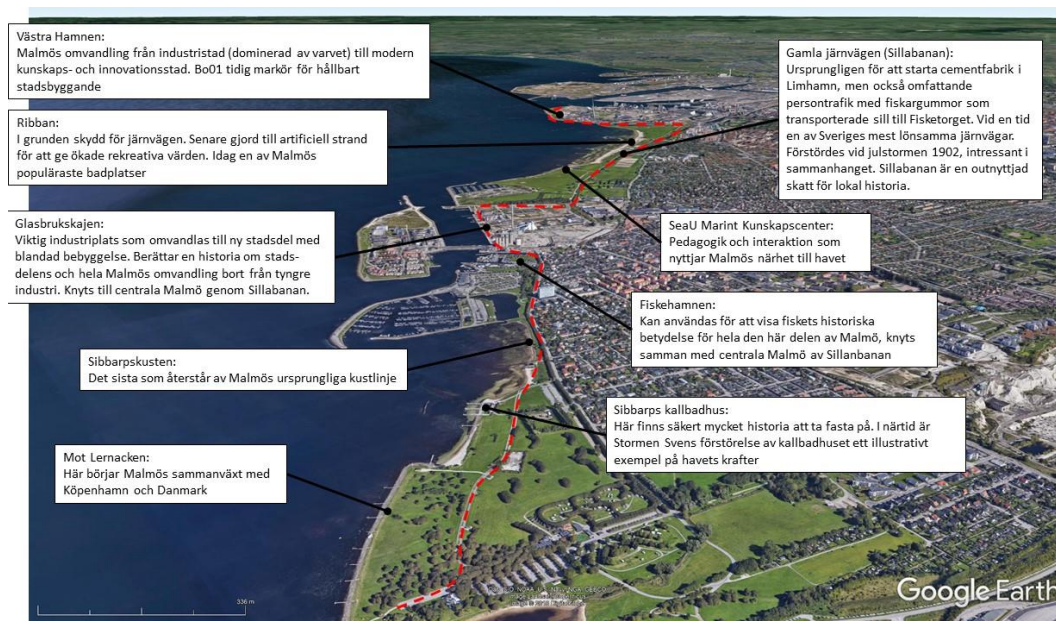 Västra Hamnen:
Malmös omvandling från industristad (dominerad av varvet) till modern
kunskaps- och innovationsstad. Bo01 tidig markör för hållbart
stadsbyggande
Ribban:
I grunden skydd för järnvägen. Senare gjord till artificiell strand
för att ge ökade rekreativa värden. Idag en av Malmös
populäraste badplatser
Glasbrukskajen:
Viktig industriplats som omvandlas till ny stadsdel med
blandad bebyggelse. Berättar en historia om stads-
delens och hela Malmös omvandling bort från tyngre
industri. Knyts till centrala Malmö genom Sillabanan.
Sibbarpskusten:
Det sista som återstår av Malmös ursprungliga kustlinje
Mot Lernacken:
Här börjar Malmös sammanväxt med
Köpenhamn och Danmark
Gamla järnvägen (Sillabanan):
Ursprungligen för att starta cementfabrik i
Limhamn, men också omfattande
persontrafik med fiskargummor som
transporterade sill till Fisketorget. Vid en tid
en av Sveriges mest lönsamma järnvägar.
Förstördes vid julstormen 1902, intressant i
sammanhanget. Sillabanan är en outnyttjad
skatt för lokal historia.
SeaU Marint Kunskapscenter:
Pedagogik och interaktion som
nyttjar Malmös närhet till havet
Fiskehamnen:
Kan användas för att visa fiskets historiska
betydelse för hela den här delen av Malmö, knyts
samman med centrala Malmö av Sillanbanan
Sibbarps kallbadhus:
Här finns säkert mycket historia att ta fasta på. I närtid är
Stormen Svens förstörelse av kallbadhuset ett illustrativt
exempel på havets krafter
336 m
Google Earth